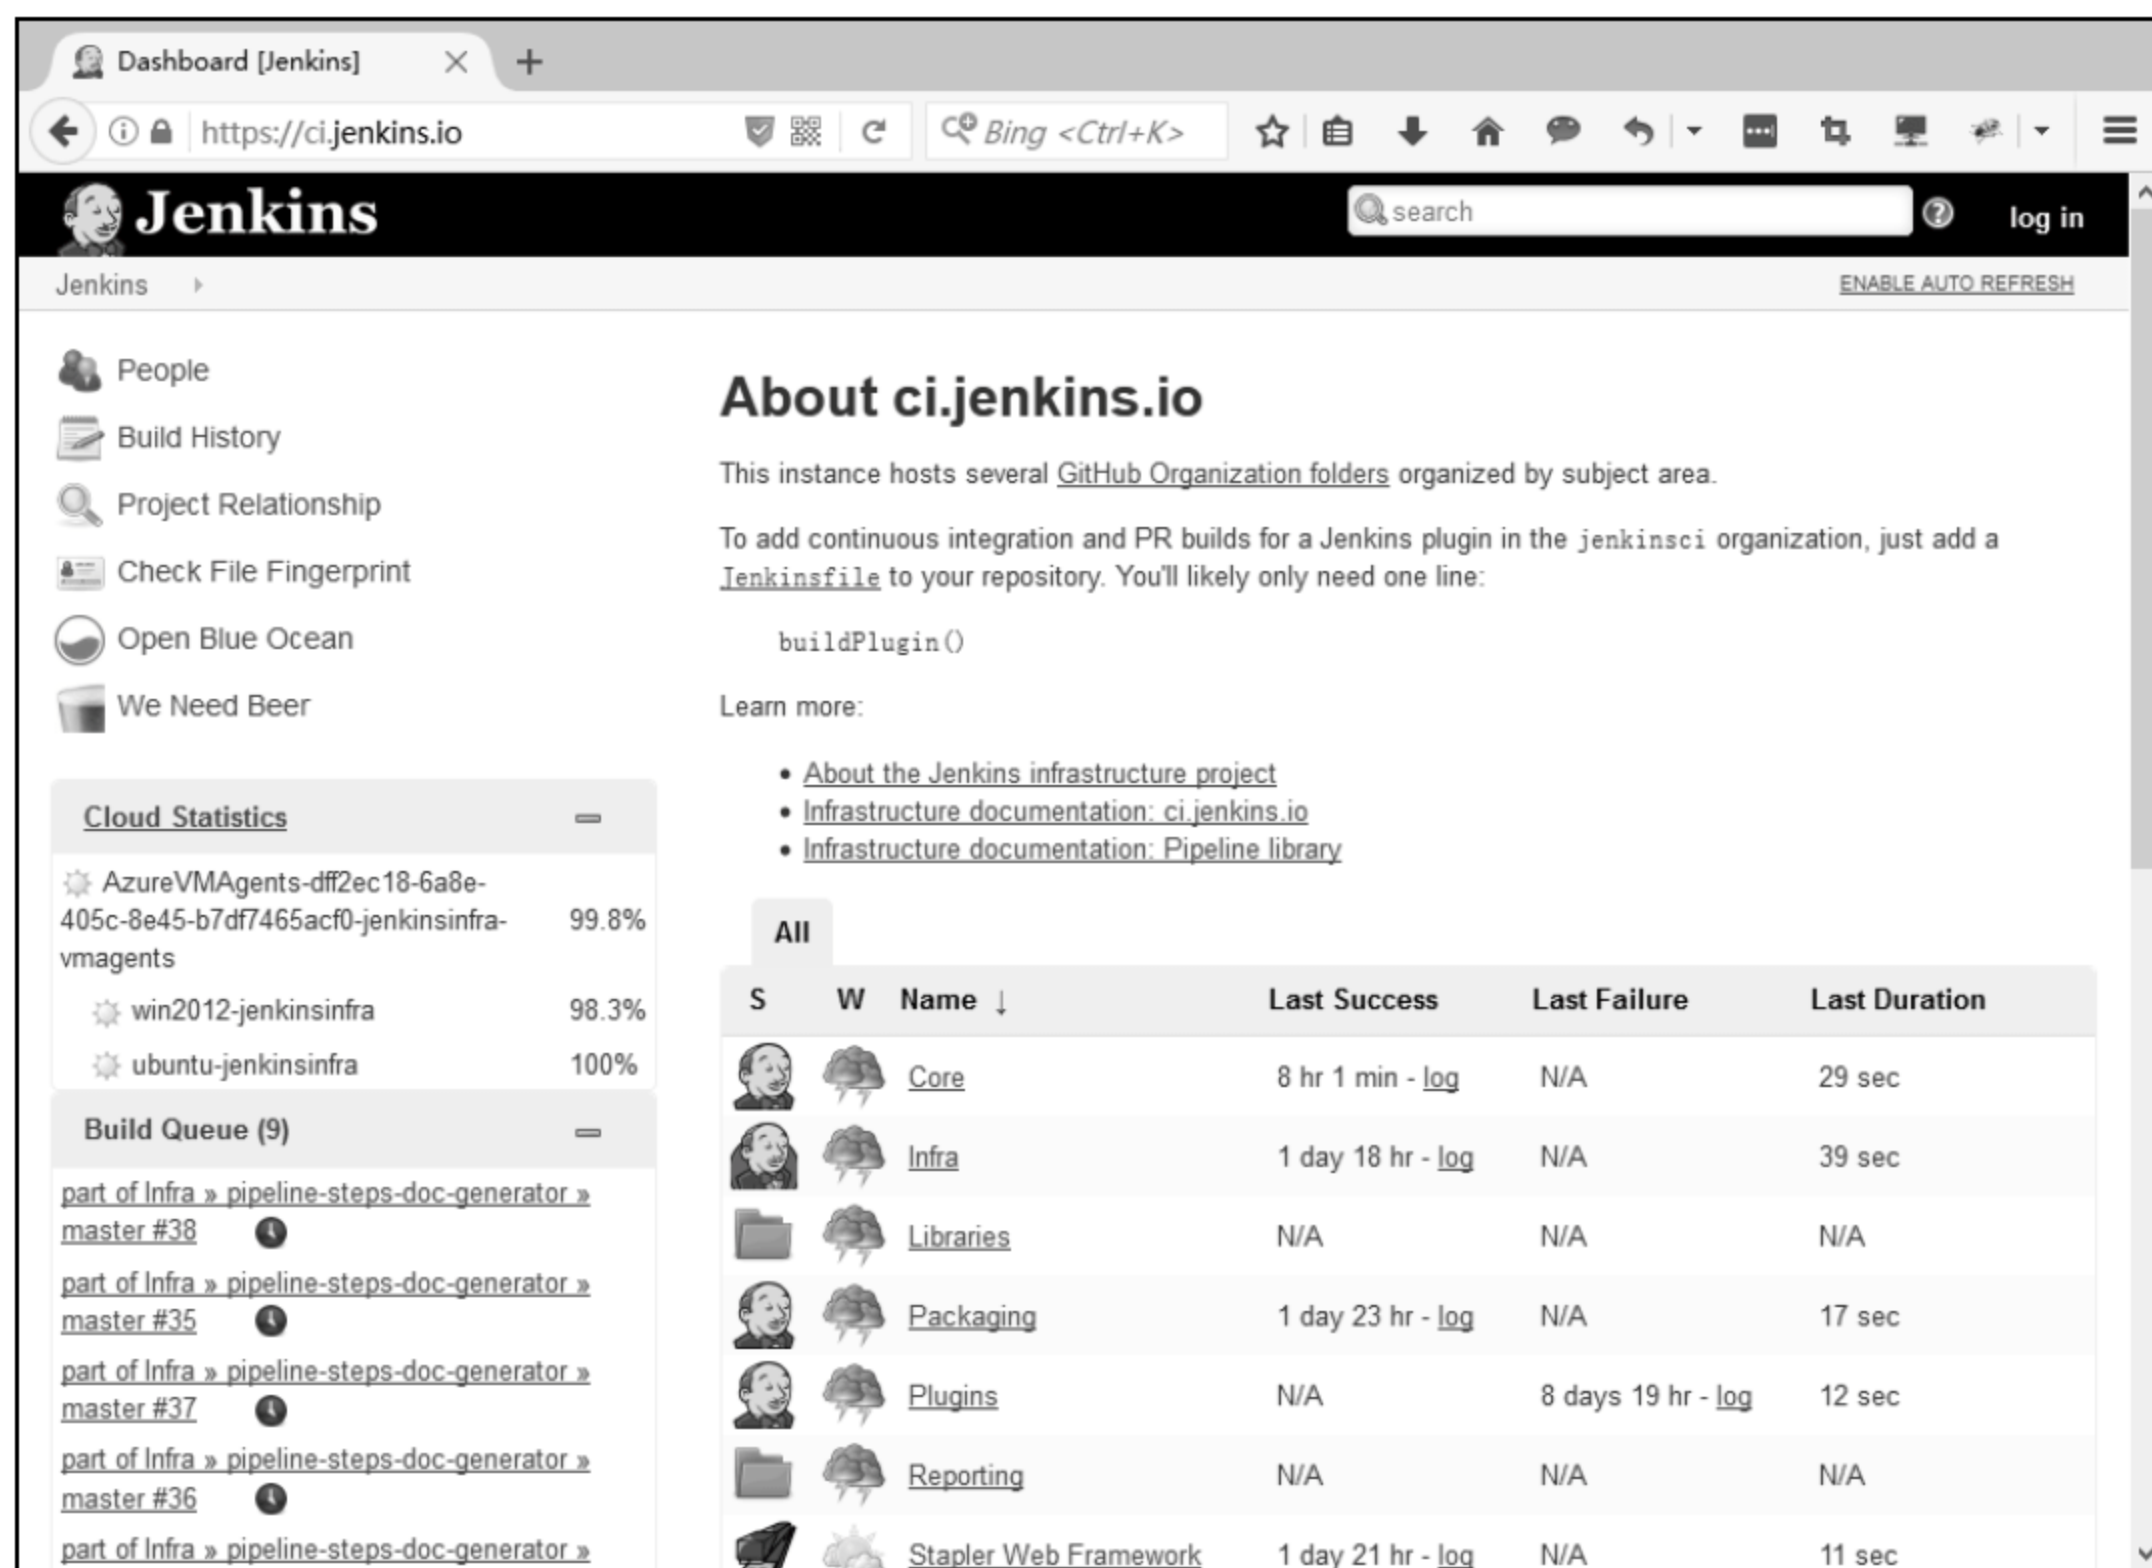 Dashboard [Jenkins]
https://ci.jenkins.io
Bing <Ctrl+K>
Jenkins
search
log in
Jenkins
ENABLE AUTO REFRESH
People
Build History
Project Relationship
Check File Fingerprint
Open Blue Ocean
We Need Beer
Cloud Statistics
AzureVMAgents-dff2ec18-6a8e-
405c-8e45-b7df7465acf0-jenkinsinfra- 99.8%
vmagents
win2012-jenkinsinfra 98.3%
ubuntu-jenkinsinfra 100%
Build Queue (9)
part of Infra » pipeline-steps-doc-generator »
master #38
part of Infra » pipeline-steps-doc-generator »
master #35
part of Infra » pipeline-steps-doc-generator »
master #37
part of Infra » pipeline-steps-doc-generator »
master #36
part of Infra » pipeline-steps-doc-generator »
About ci.jenkins.io
This instance hosts several GitHub Organization folders organized by subject area.
To add continuous integration and PR builds for a Jenkins plugin in the jenkinsci organization, just add a
Jenkinsfile to your repository. You'll likely only need one line:
buildPlugin()
Learn more:
• About the Jenkins infrastructure project
• Infrastructure documentation: ci.jenkins.io
• Infrastructure documentation: Pipeline library
All
S W Name ↓ Last Success Last Failure Last Duration
Core 8 hr 1 min - log N/A 29 sec
Infra 1 day 18 hr - log N/A 39 sec
Libraries N/A N/A N/A
Packaging 1 day 23 hr - log N/A 17 sec
Plugins N/A 8 days 19 hr - log 12 sec
Reporting N/A N/A N/A
Stapler Web Framework 1 day 21 hr - log N/A 11 sec